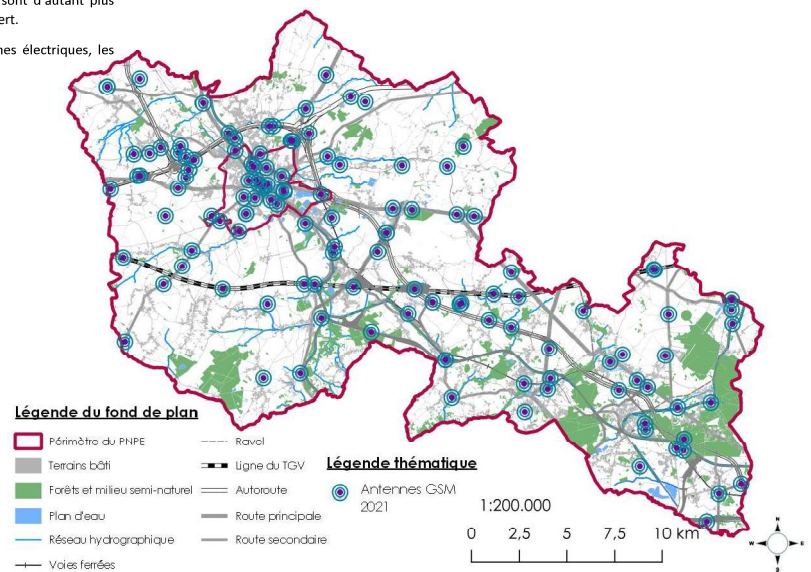 sont d'autant plus
ert.
nes électriques, les
Légende du fond de plan
Périmètre du PNPE
Terrains bâti
Forêts et milieu semi-naturel
Plan d'eau
Réseau hydrographique
Voies ferrées
Ravel
Ligne du TGV
Autoroute
Route principale
Route secondaire
Légende thématique
Antennes GSM
2021
1:200.000
0 2,5 5 7,5 10 km
N
W E
S